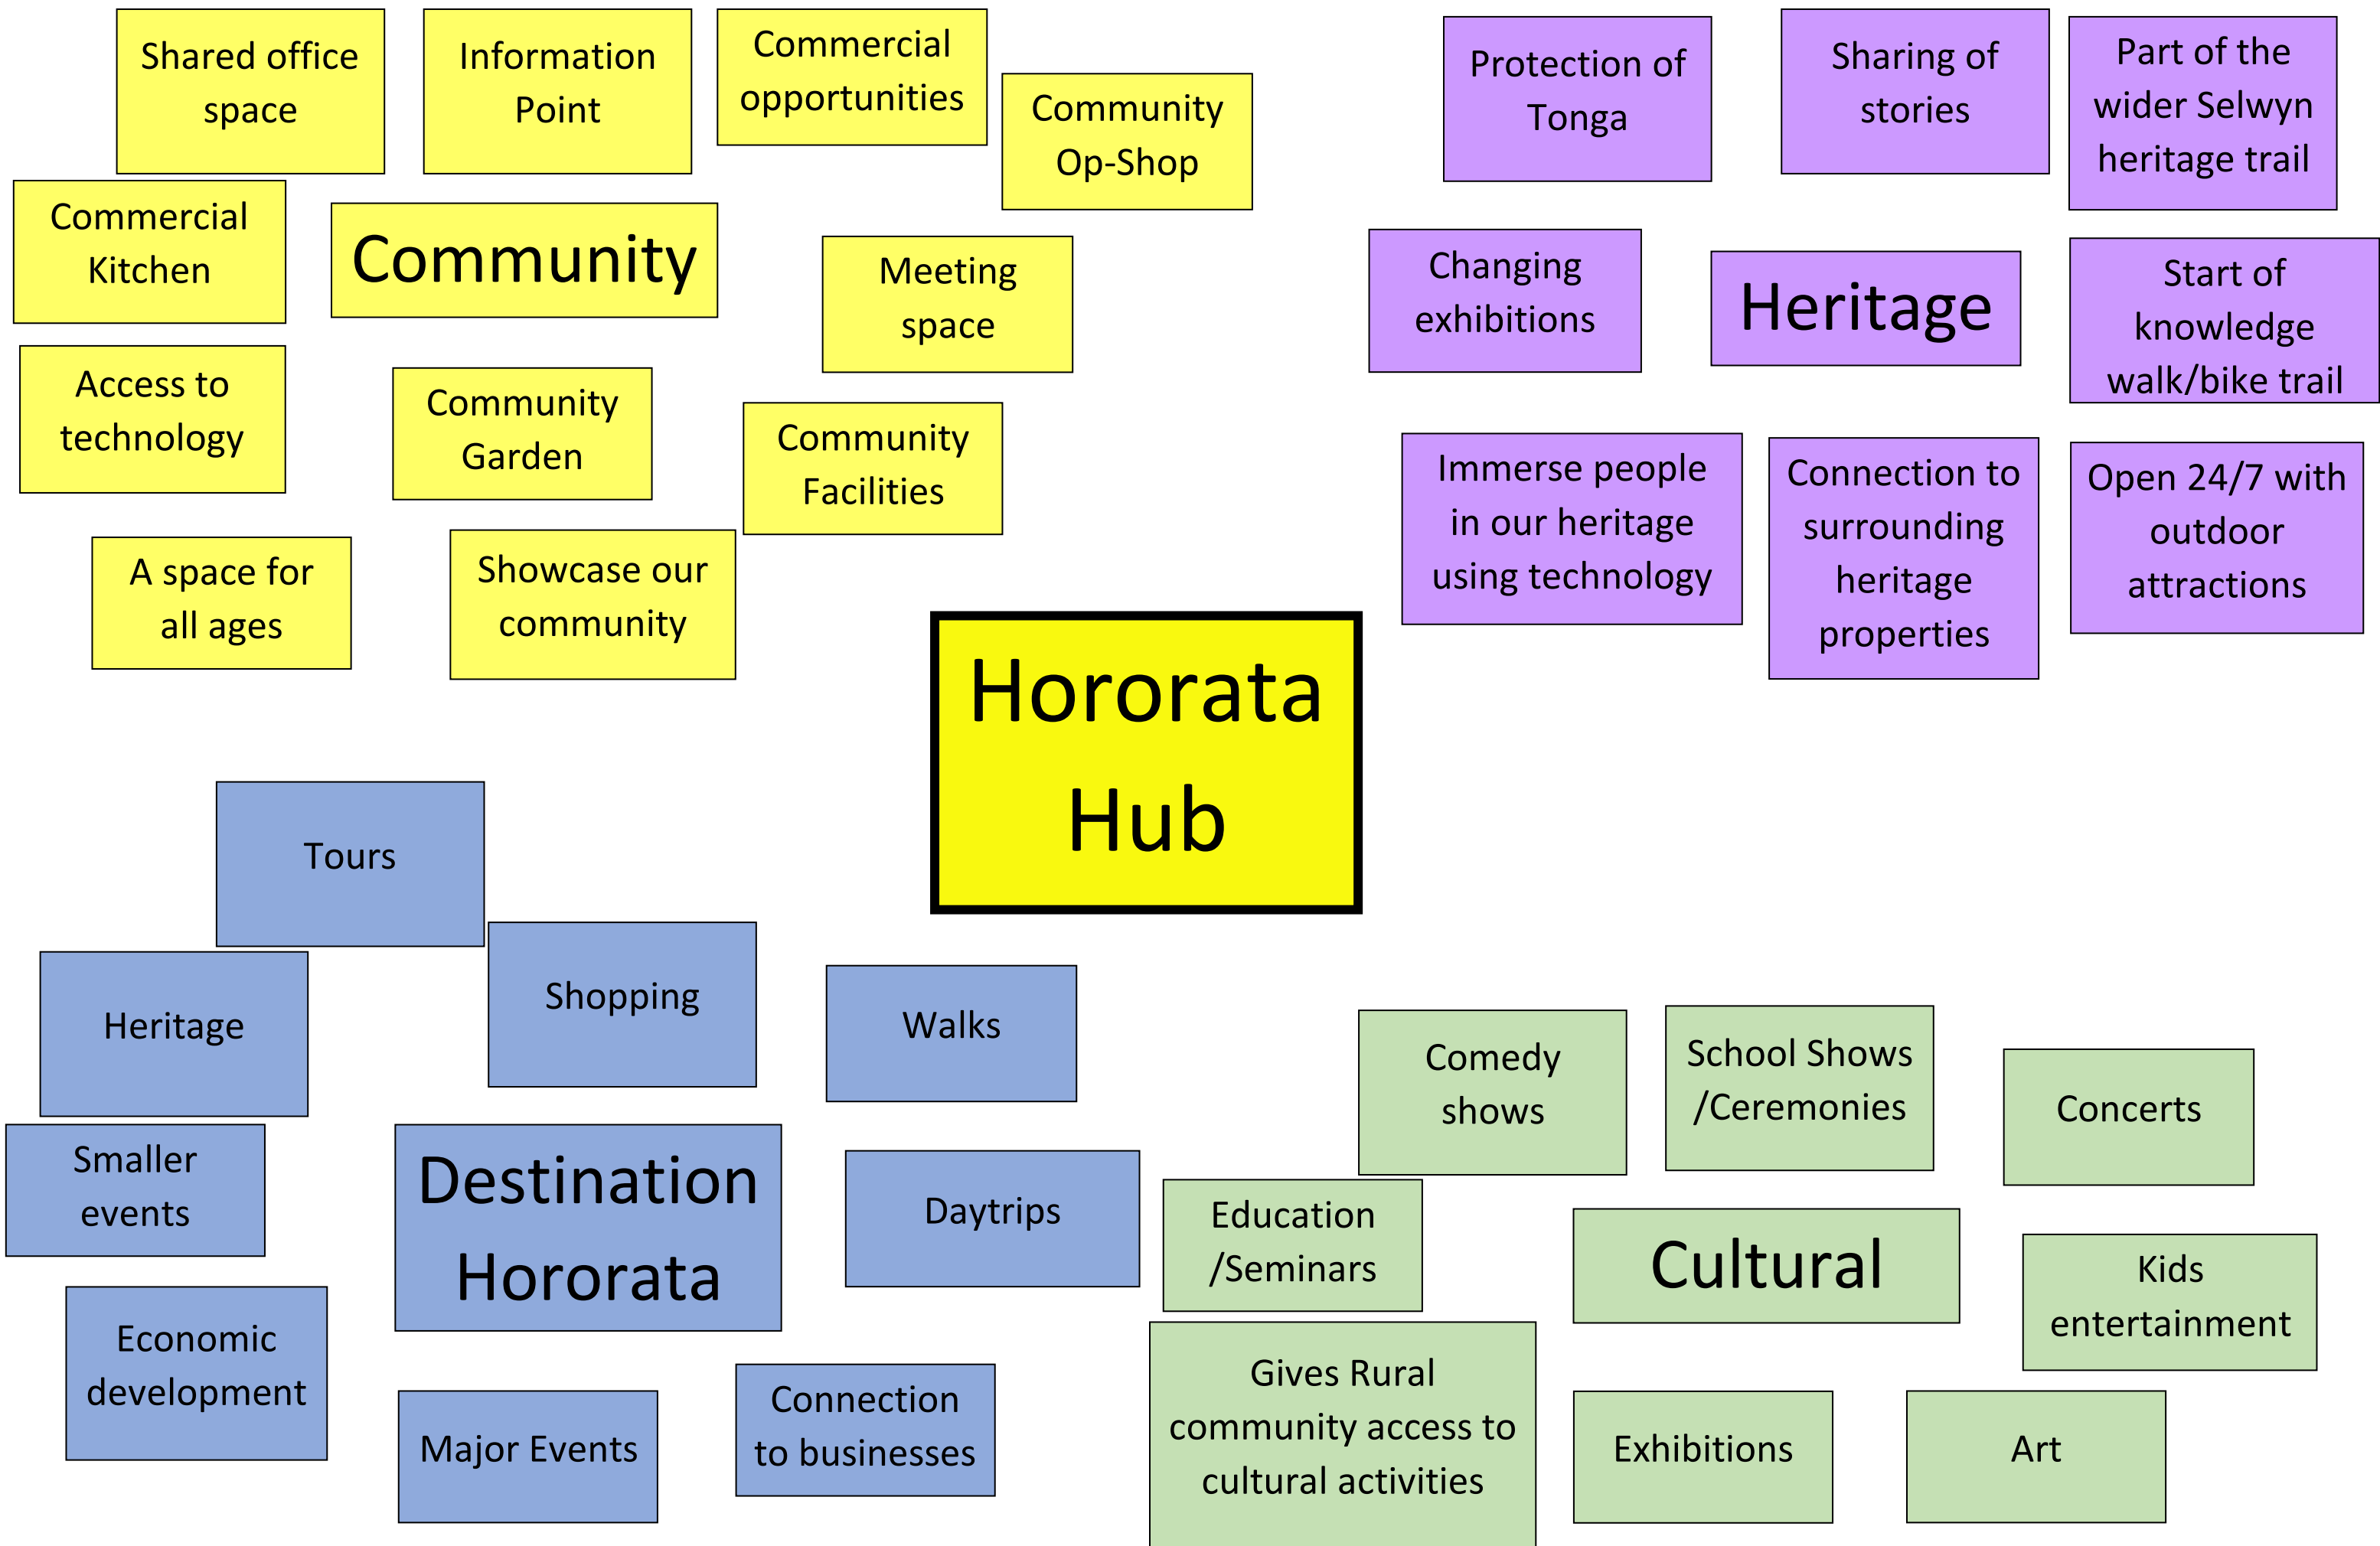 Shared office
space
Information
Point
Commercial
opportunities
Community
Op-Shop
Commercial
Kitchen
Community
Meeting
space
Access to
technology
Community
Garden
Community
Facilities
A space for
all ages
Showcase our
community
Protection of
Tonga
Sharing of
stories
Part of the
wider Selwyn
heritage trail
Changing
exhibitions
Heritage
Start of
knowledge
walk/bike trail
Immerse people
in our heritage
using technology
Connection to
surrounding
heritage
properties
Open 24/7 with
outdoor
attractions
Hororata
Hub
Tours
Heritage
Shopping
Walks
Smaller
events
Destination
Hororata
Daytrips
Economic
development
Major Events
Connection
to businesses
Comedy
shows
School Shows
/Ceremonies
Concerts
Education
/Seminars
Cultural
Kids
entertainment
Gives Rural
community access to
cultural activities
Exhibitions
Art